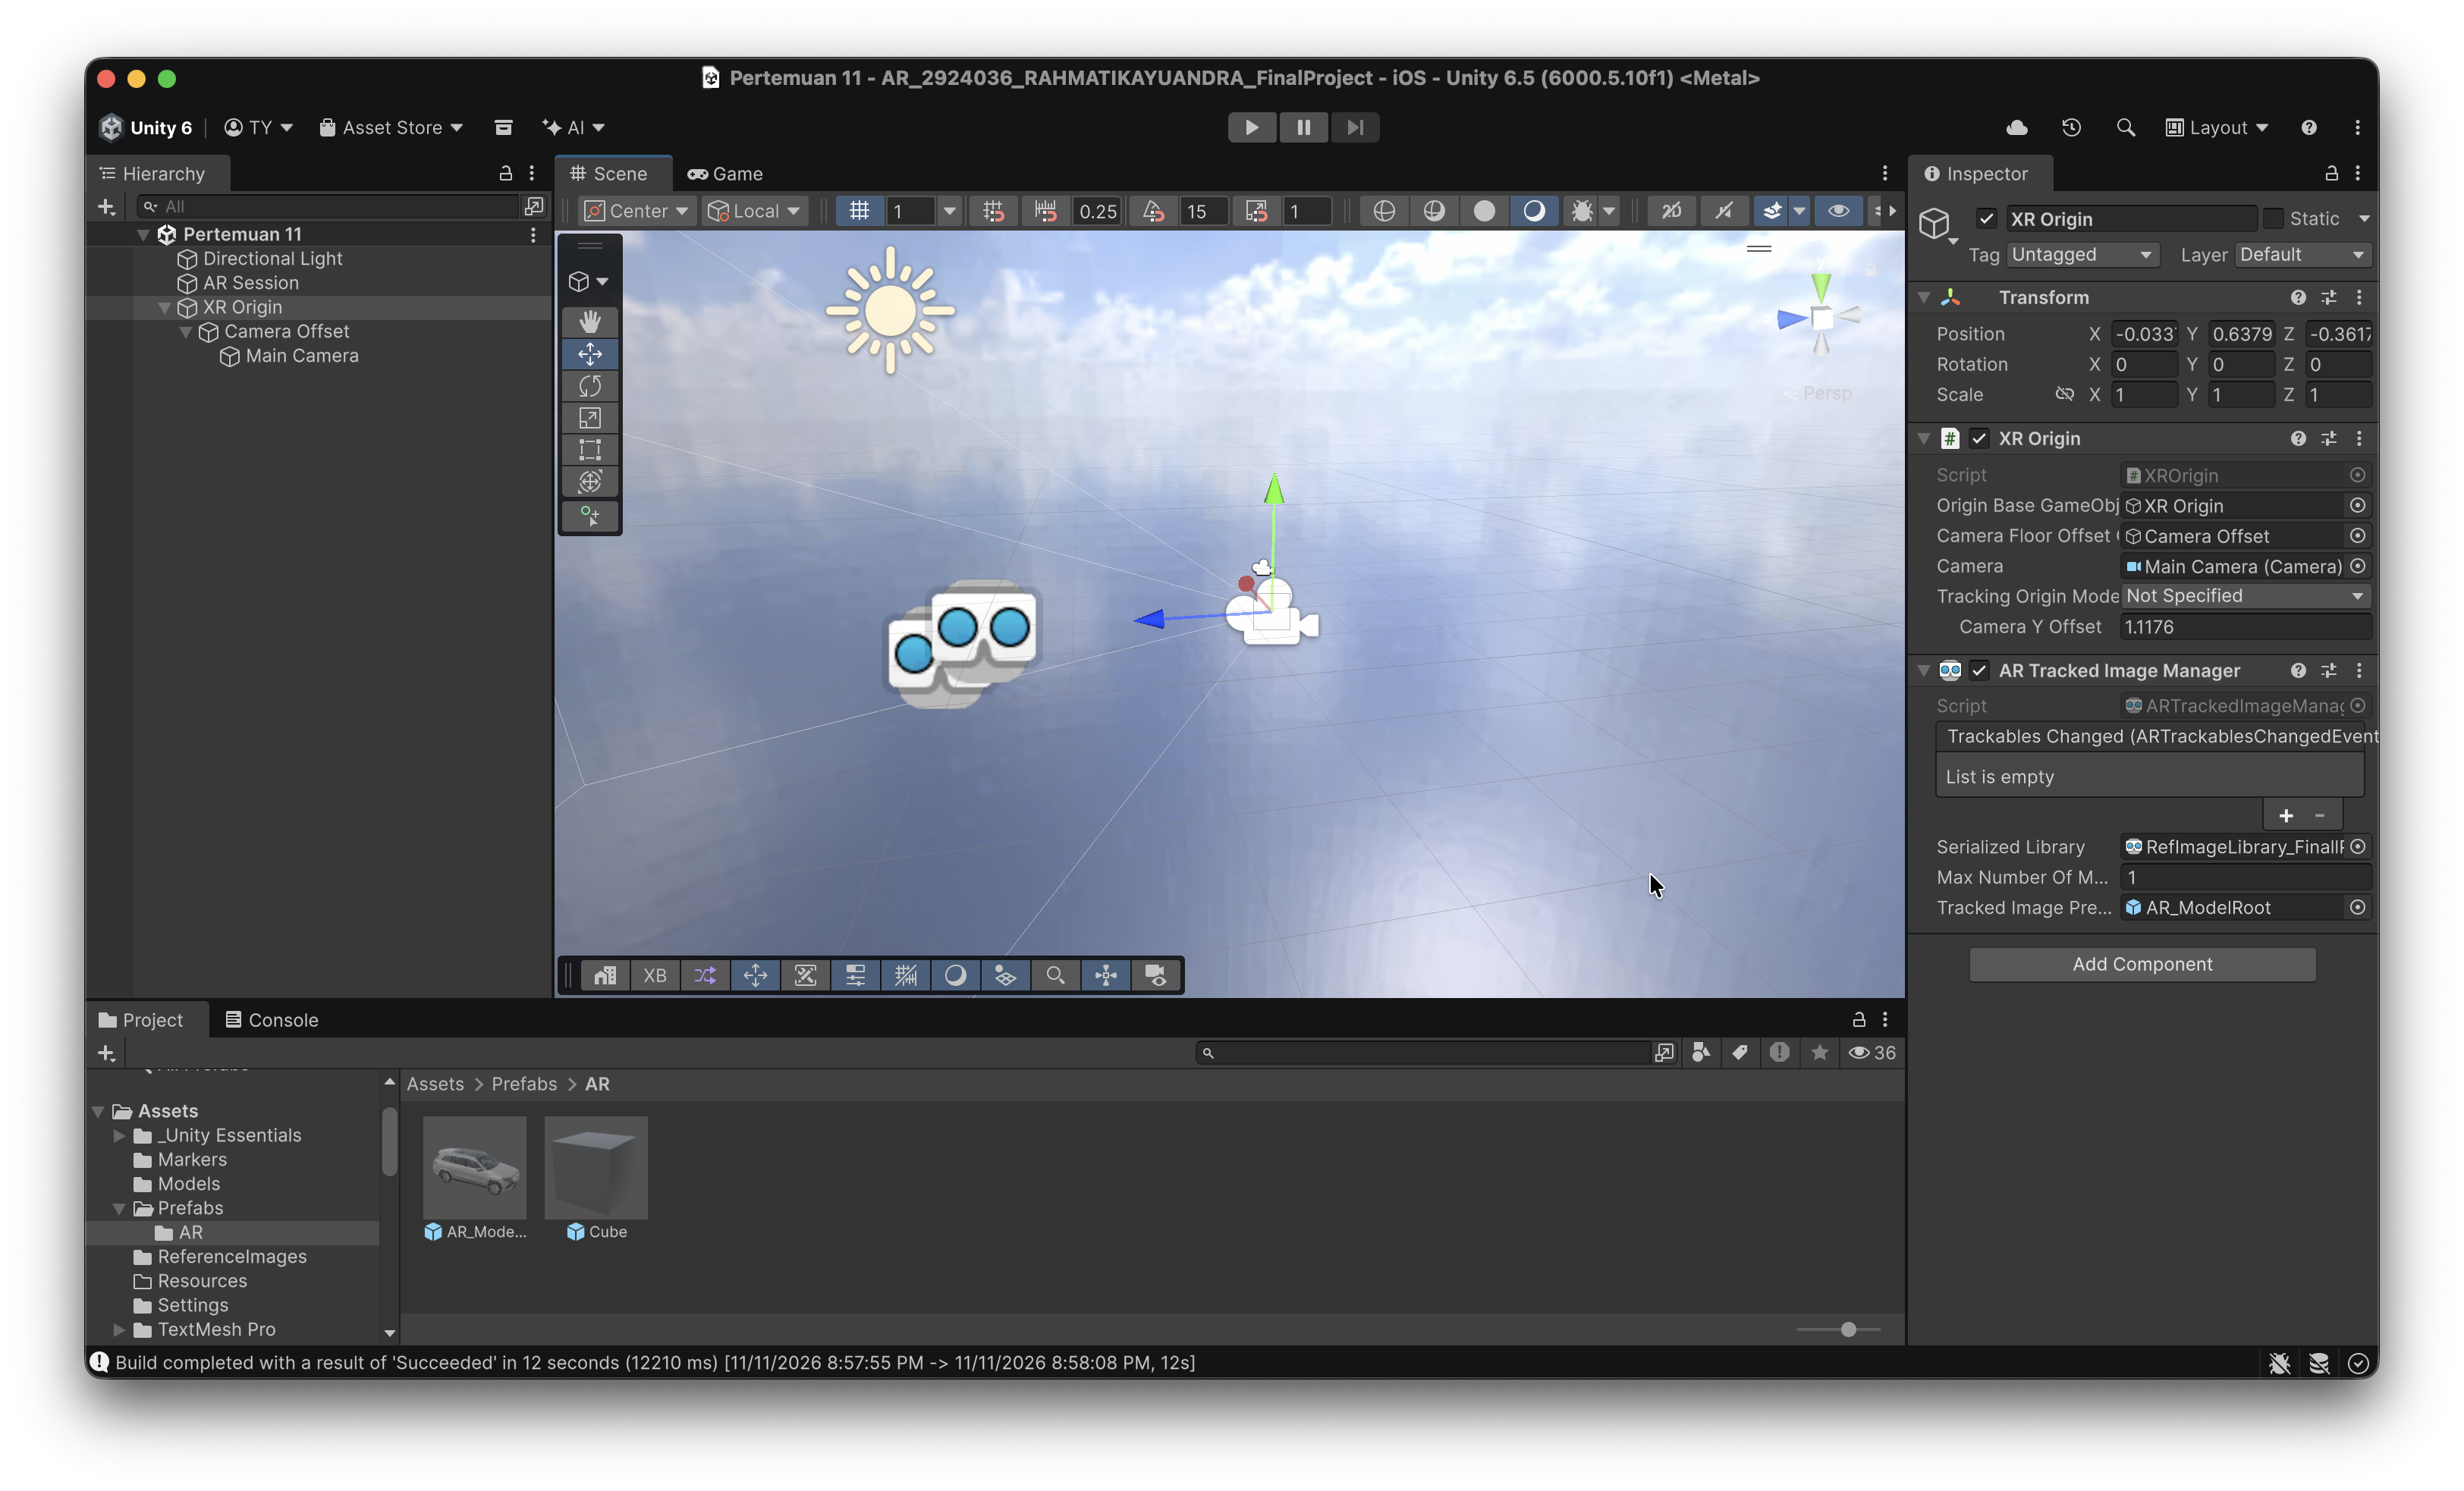 Pertemuan 11 - AR_2924036_RAHMATIKAYUANDRA_FinalProject - iOS - Unity 6.5 (6000.5.10f1) <Metal>
Unity 6
TY
Asset Store
AI
Layout
Hierarchy
All
Pertemuan 11
Directional Light
AR Session
XR Origin
Camera Offset
Main Camera
Scene
Game
Center
Local
1
0.25
15
1
2D
y
Persp
XB
Inspector
XR Origin
Static
Tag
Untagged
Layer
Default
Transform
Position X -0.033 Y 0.6379 Z -0.3617
Rotation X 0 Y 0 Z 0
Scale X 1 Y 1 Z 1
XR Origin
Script XROrigin
Origin Base GameObj XR Origin
Camera Floor Offset Camera Offset
Camera Main Camera (Camera)
Tracking Origin Mode Not Specified
Camera Y Offset 1.1176
AR Tracked Image Manager
Script ARTrackedImageManag
Trackables Changed (ARTrackablesChangedEvent
List is empty
+ -
Serialized Library RefImageLibrary_FinalP
Max Number Of M... 1
Tracked Image Pre... AR_ModelRoot
Add Component
Project
Console
36
Assets
_Unity Essentials
Markers
Models
Prefabs
AR
ReferenceImages
Resources
Settings
TextMesh Pro
Assets > Prefabs > AR
AR_Mode...
Cube
Build completed with a result of 'Succeeded' in 12 seconds (12210 ms) [11/11/2026 8:57:55 PM -> 11/11/2026 8:58:08 PM, 12s]